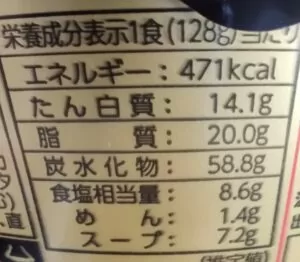 栄養成分表示1食(128g)当たり
エネルギー: 471kcal
たん白質: 14.1g
脂質: 20.0g
炭水化物: 58.8g
食塩相当量: 8.6g
めん: 1.4g
スープ: 7.2g